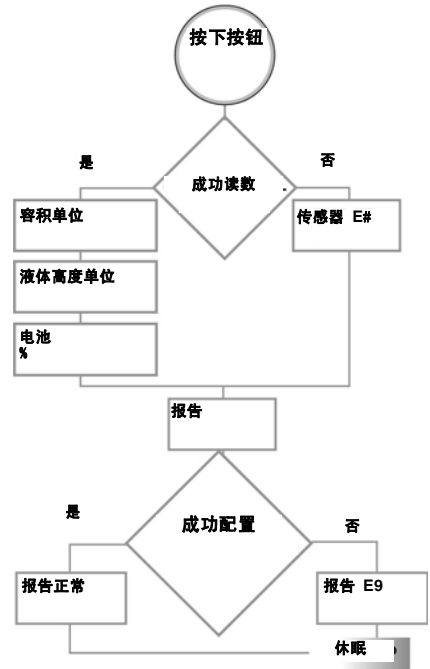 按下按钮
是
否
成功读数
容积单位
传感器 E#
液体高度单位
电池
%
报告
成功配置
是
否
报告正常
报告 E9
休眠